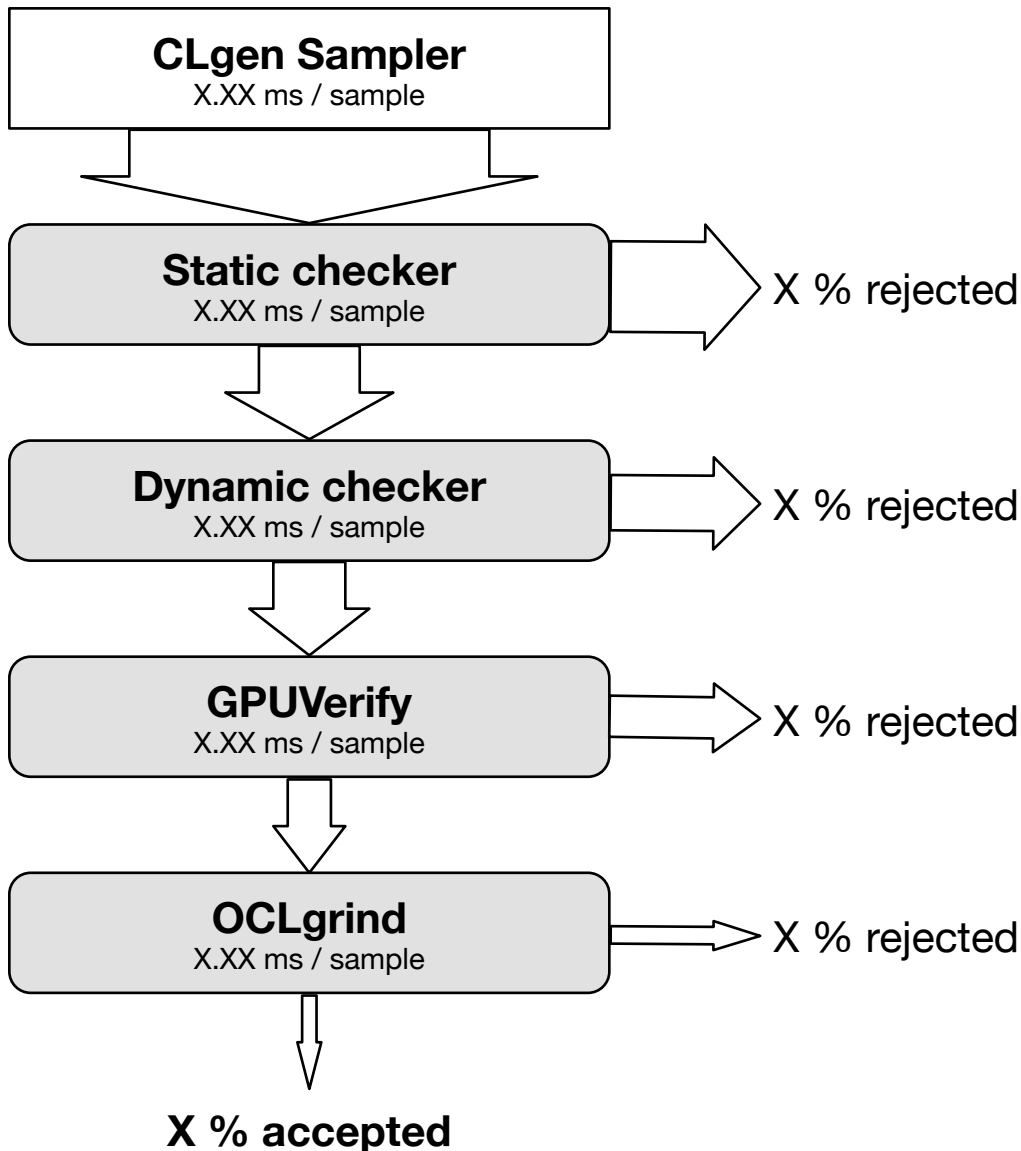 CLgen Sampler
X.XX ms / sample
Static checker
X.XX ms / sample
X % rejected
Dynamic checker
X.XX ms / sample
X % rejected
GPUVerify
X.XX ms / sample
X % rejected
OCLgrind
X.XX ms / sample
X % rejected
X % accepted